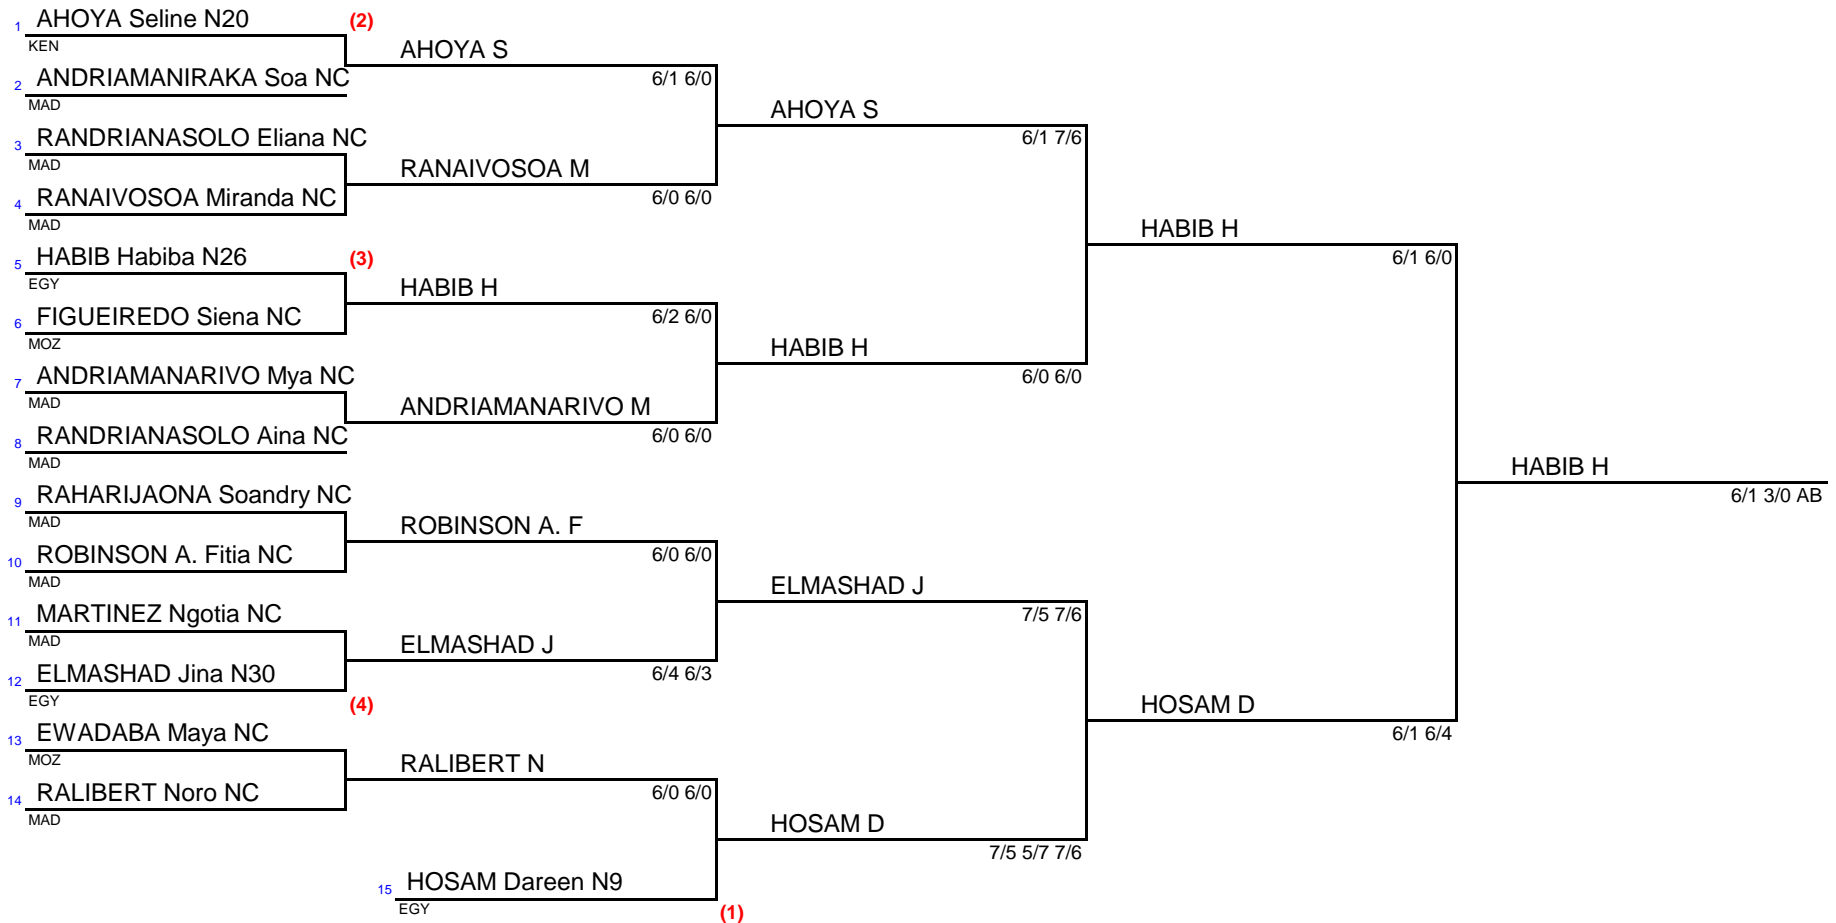 1 AHOYA Seline N20 (2)
KEN
AHOYA S
2 ANDRIAMANIRAKA Soa NC
6/1 6/0
MAD
AHOYA S
3 RANDRIANASOLO Eliana NC
6/1 7/6
MAD
RANAIVOSOA M
4 RANAIVOSOA Miranda NC
6/0 6/0
MAD
HABIB H
5 HABIB Habiba N26 (3)
6/1 6/0
EGY
HABIB H
6 FIGUEIREDO Siena NC
6/2 6/0
MOZ
HABIB H
7 ANDRIAMANARIVO Mya NC
6/0 6/0
MAD
ANDRIAMANARIVO M
8 RANDRIANASOLO Aina NC
6/0 6/0
MAD
HABIB H
9 RAHARIJAONA Soandry NC
6/1 3/0 AB
MAD
ROBINSON A. F
10 ROBINSON A. Fitia NC
6/0 6/0
MAD
ELMASHAD J
11 MARTINEZ Ngotia NC
7/5 7/6
MAD
ELMASHAD J
12 ELMASHAD Jina N30
6/4 6/3
EGY
(4)
HOSAM D
13 EWADABA Maya NC
6/1 6/4
MOZ
RALIBERT N
14 RALIBERT Noro NC
6/0 6/0
MAD
HOSAM D
7/5 5/7 7/6
15 HOSAM Dareen N9
EGY
(1)